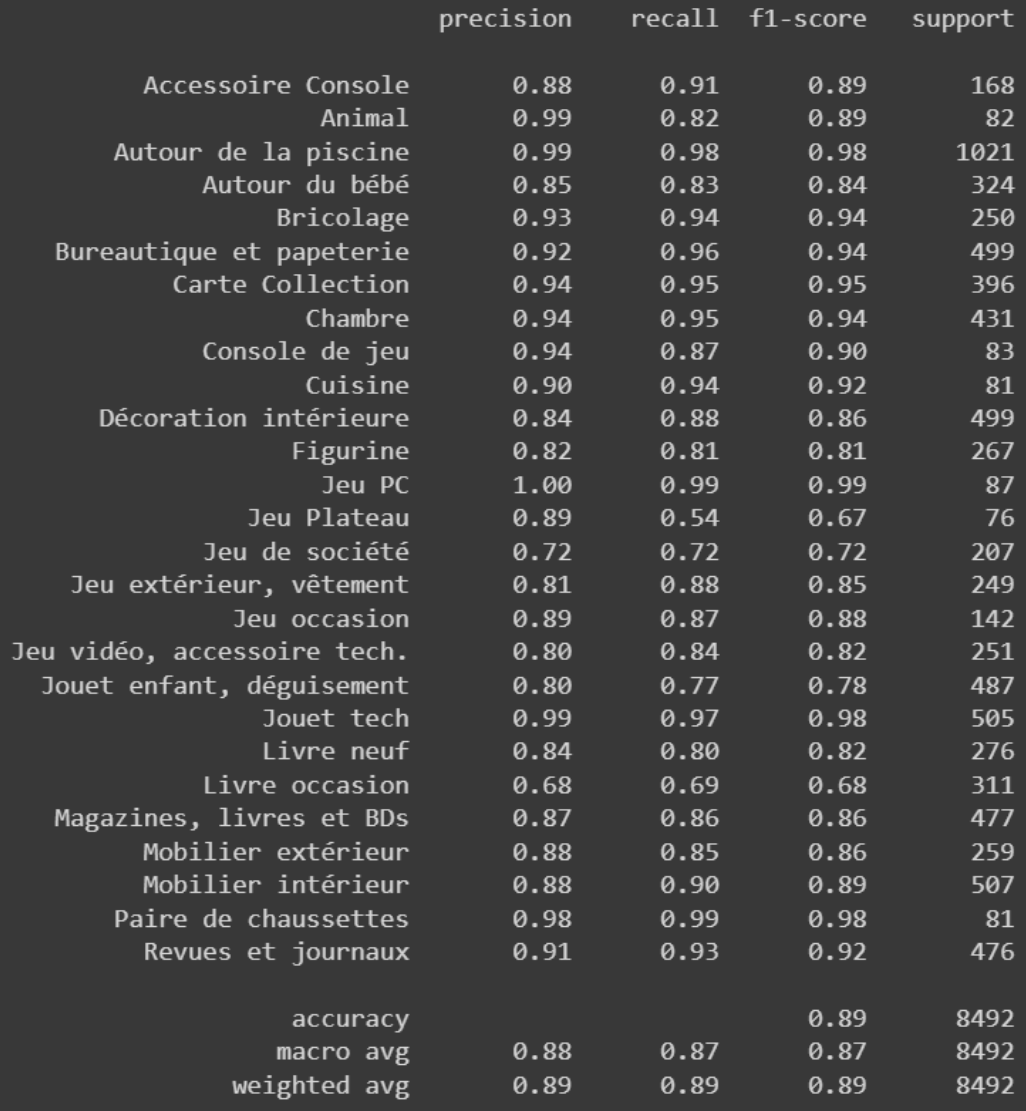 precision recall f1-score support
Accessoire Console 0.88 0.91 0.89 168
Animal 0.99 0.82 0.89 82
Autour de la piscine 0.99 0.98 0.98 1021
Autour du bébé 0.85 0.83 0.84 324
Bricolage 0.93 0.94 0.94 250
Bureautique et papeterie 0.92 0.96 0.94 499
Carte Collection 0.94 0.95 0.95 396
Chambre 0.94 0.95 0.94 431
Console de jeu 0.94 0.87 0.90 83
Cuisine 0.90 0.94 0.92 81
Décoration intérieure 0.84 0.88 0.86 499
Figurine 0.82 0.81 0.81 267
Jeu PC 1.00 0.99 0.99 87
Jeu Plateau 0.89 0.54 0.67 76
Jeu de société 0.72 0.72 0.72 207
Jeu extérieur, vêtement 0.81 0.88 0.85 249
Jeu occasion 0.89 0.87 0.88 142
Jeu vidéo, accessoire tech. 0.80 0.84 0.82 251
Jouet enfant, déguisement 0.80 0.77 0.78 487
Jouet tech 0.99 0.97 0.98 505
Livre neuf 0.84 0.80 0.82 276
Livre occasion 0.68 0.69 0.68 311
Magazines, livres et BDs 0.87 0.86 0.86 477
Mobilier extérieur 0.88 0.85 0.86 259
Mobilier intérieur 0.88 0.90 0.89 507
Paire de chaussettes 0.98 0.99 0.98 81
Revues et journaux 0.91 0.93 0.92 476
accuracy 0.89 8492
macro avg 0.88 0.87 0.87 8492
weighted avg 0.89 0.89 0.89 8492